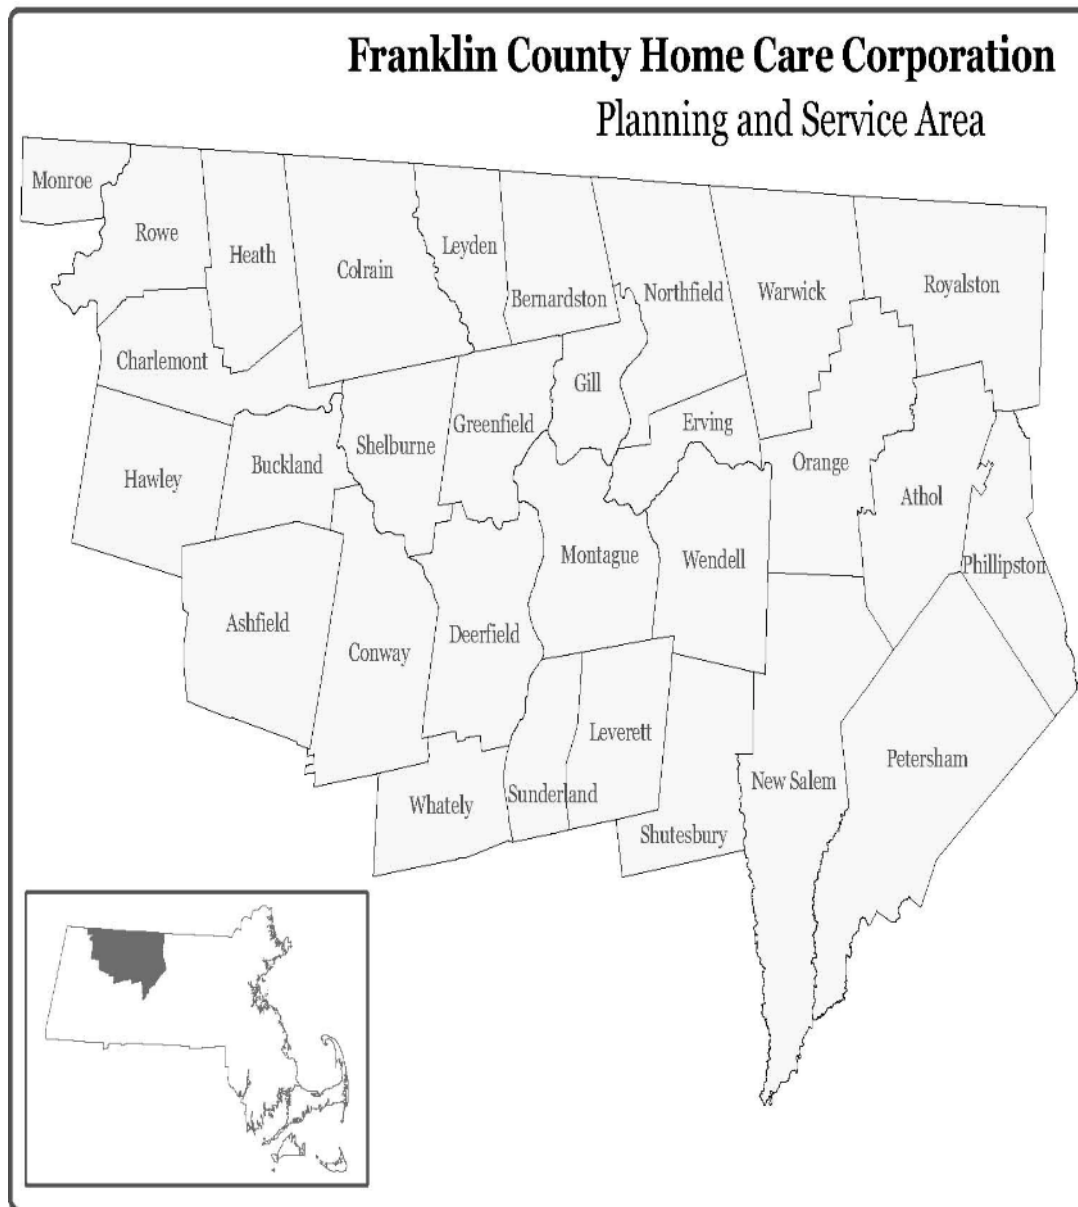 Franklin County Home Care Corporation
Planning and Service Area
Monroe
Rowe
Heath
Colrain
Leyden
Bernardston
Northfield
Warwick
Royalston
Charlemont
Gill
Greenfield
Erving
Shelburne
Buckland
Hawley
Orange
Athol
Montague
Wendell
Phillipston
Ashfield
Deerfield
Conway
Leverett
Petersham
New Salem
Sunderland
Whately
Shutesbury